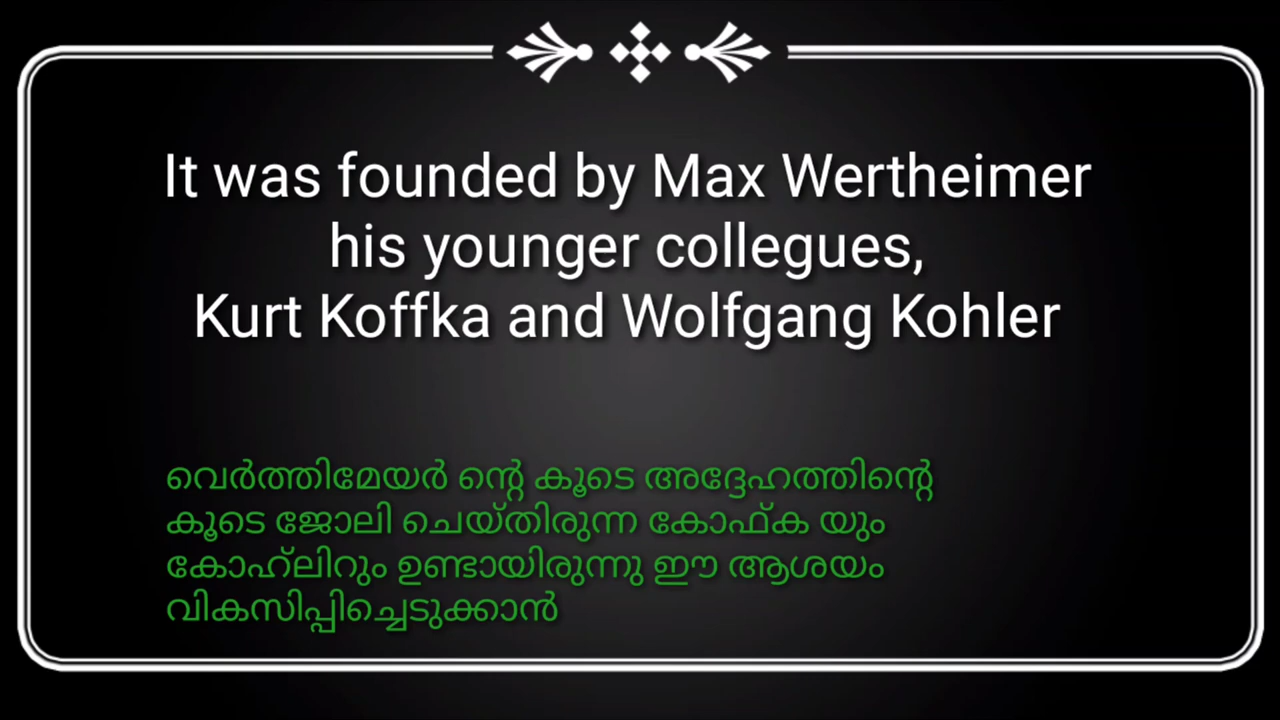 It was founded by Max Wertheimer
his younger collegues,
Kurt Koffka and Wolfgang Kohler
വെർത്തിമേയർ ന്റെ കൂടെ അദ്ദേഹത്തിന്റെ
കൂടെ ജോലി ചെയ്തിരുന്ന കോഫ്ക യും
കോഹ്ലിറും ഉണ്ടായിരുന്നു ഈ ആശയം
വികസിപ്പിച്ചെടുക്കാൻ